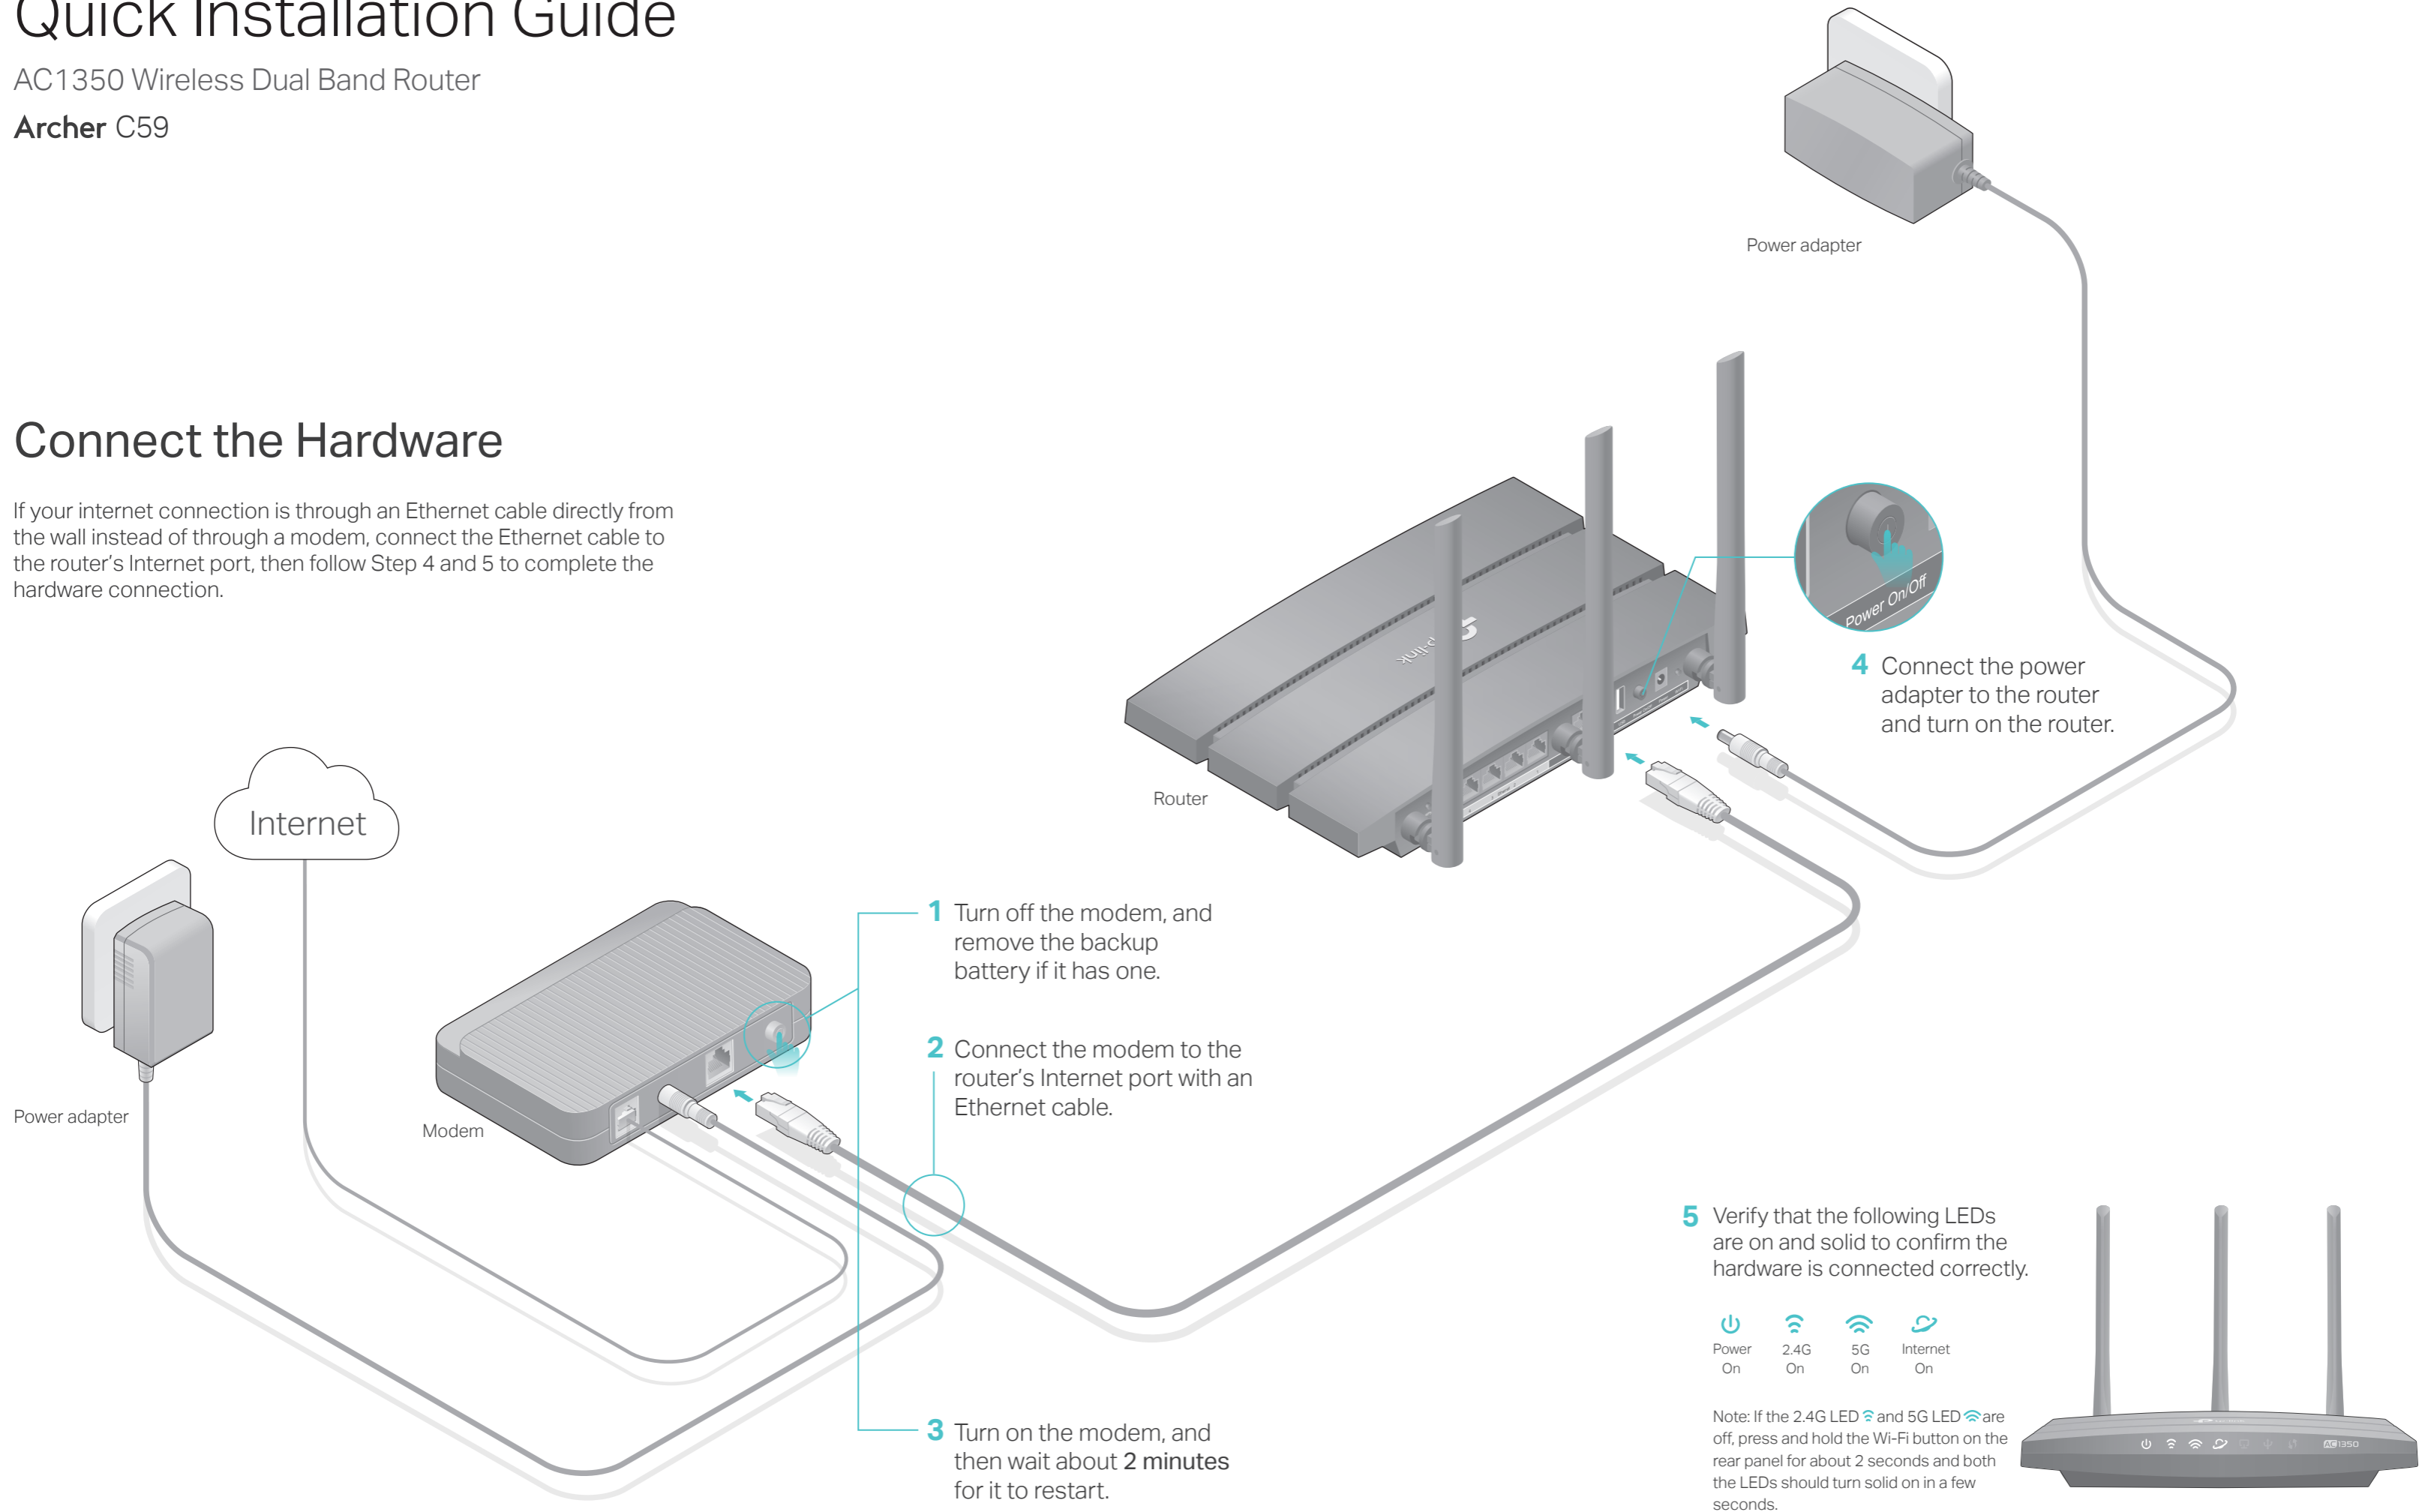 Quick Installation Guide
AC1350 Wireless Dual Band Router
Archer C59
Power adapter
Connect the Hardware
If your internet connection is through an Ethernet cable directly from
the wall instead of through a modem, connect the Ethernet cable to
the router's Internet port, then follow Step 4 and 5 to complete the
hardware connection.
Power On/Off
4 Connect the power
adapter to the router
and turn on the router.
Router
Internet
1 Turn off the modem, and
remove the backup
battery if it has one.
2 Connect the modem to the
router's Internet port with an
Ethernet cable.
Power adapter
Modem
3 Turn on the modem, and
then wait about 2 minutes
for it to restart.
5 Verify that the following LEDs
are on and solid to confirm the
hardware is connected correctly.
Power 2.4G 5G Internet
On On On On
Note: If the 2.4G LED and 5G LED are
off, press and hold the Wi-Fi button on the
rear panel for about 2 seconds and both
the LEDs should turn solid on in a few
seconds.
AC1350